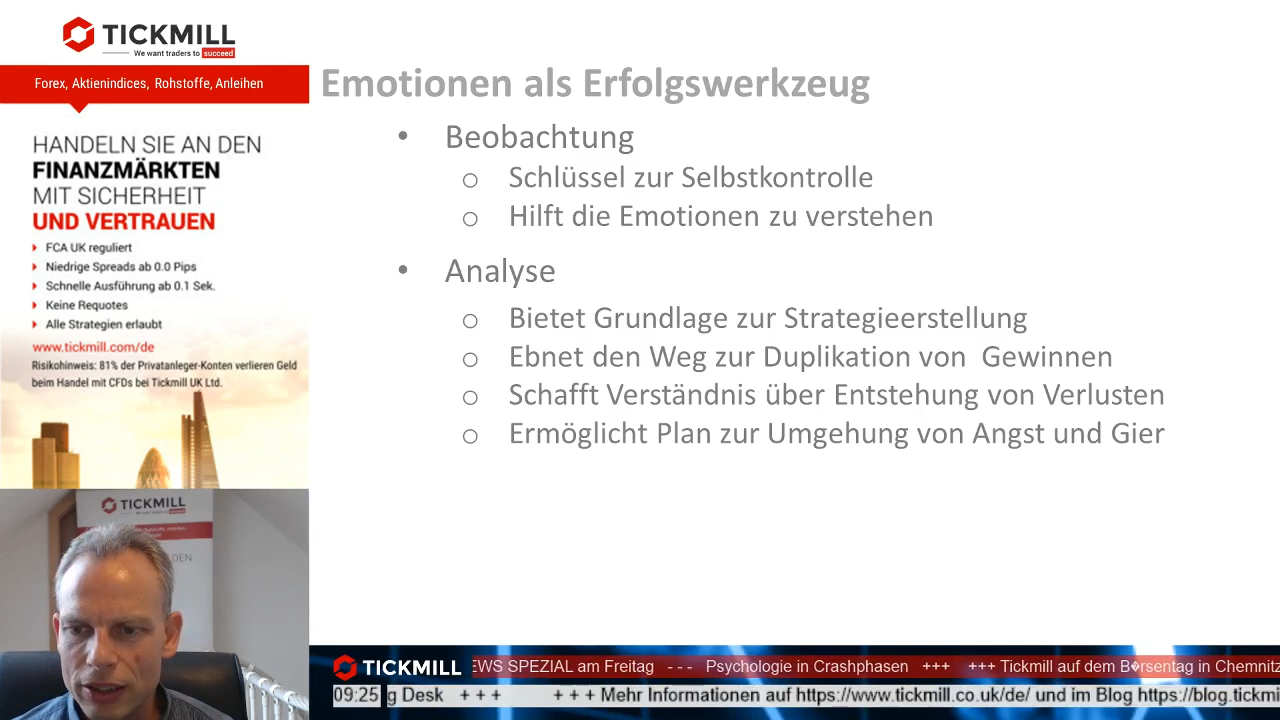 TICKMILL
We want traders to succeed
Forex, Aktienindices, Rohstoffe, Anleihen
HANDELN SIE AN DEN
FINANZMÄRKTEN
MIT SICHERHEIT
UND VERTRAUEN
FCA UK reguliert
Niedrige Spreads ab 0.0 Pips
Schnelle Ausführung ab 0.1 Sek.
Keine Requotes
Alle Strategien erlaubt
www.tickmill.com/de
Risikohinweis: 81% der Privatanleger-Konten verlieren Geld
beim Handel mit CFDs bei Tickmill UK Ltd.
Emotionen als Erfolgswerkzeug
• Beobachtung
o Schlüssel zur Selbstkontrolle
o Hilft die Emotionen zu verstehen
• Analyse
o Bietet Grundlage zur Strategieerstellung
o Ebnet den Weg zur Duplikation von Gewinnen
o Schafft Verständnis über Entstehung von Verlusten
o Ermöglicht Plan zur Umgehung von Angst und Gier
TICKMILL
DEN
TICKMILL EWS SPEZIAL am Freitag - - - Psychologie in Crashphasen +++ +++ Tickmill auf dem B�rsentag in Chemnitz
09:25 g Desk + + + + + + Mehr Informationen auf https://www.tickmill.co.uk/de/ und im Blog https://blog.tickmi